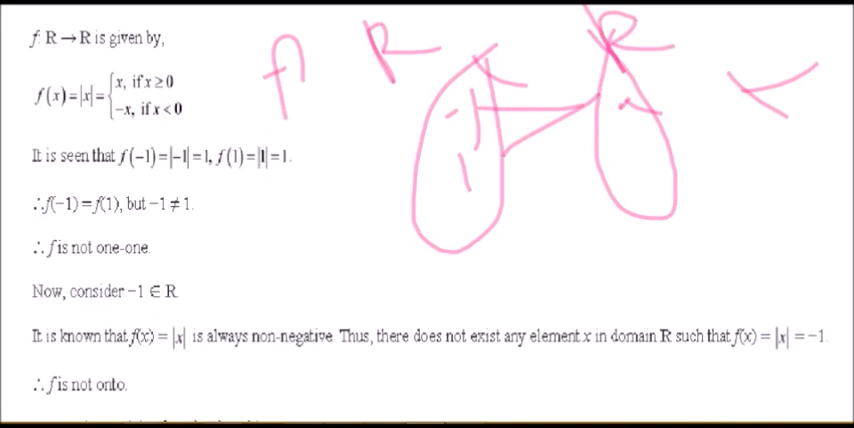 f: R → R is given by,
f(x) = |x| = { x, if x ≥ 0
−x, if x < 0
It is seen that f(−1) = |−1| = 1, f(1) = |1| = 1.
∴ f(−1) = f(1), but −1 ≠ 1.
∴ f is not one-one.
Now, consider −1 ∈ R.
It is known that f(x) = |x| is always non-negative. Thus, there does not exist any element x in domain R such that f(x) = |x| = −1.
∴ f is not onto.
R
R